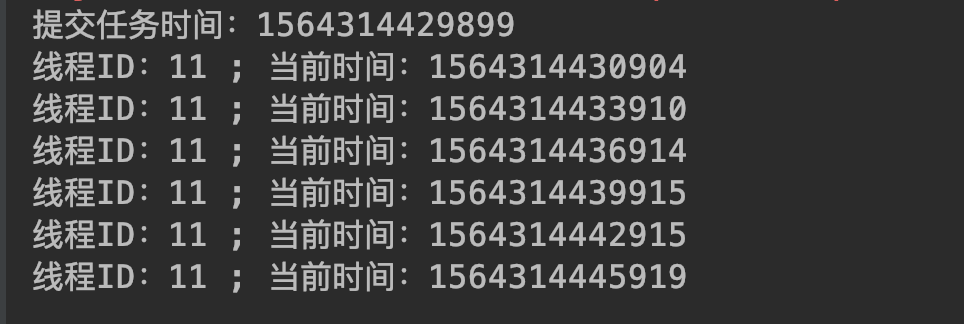 提交任务时间：1564314429899
线程ID：11 ; 当前时间：1564314430904
线程ID：11 ; 当前时间：1564314433910
线程ID：11 ; 当前时间：1564314436914
线程ID：11 ; 当前时间：1564314439915
线程ID：11 ; 当前时间：1564314442915
线程ID：11 ; 当前时间：1564314445919